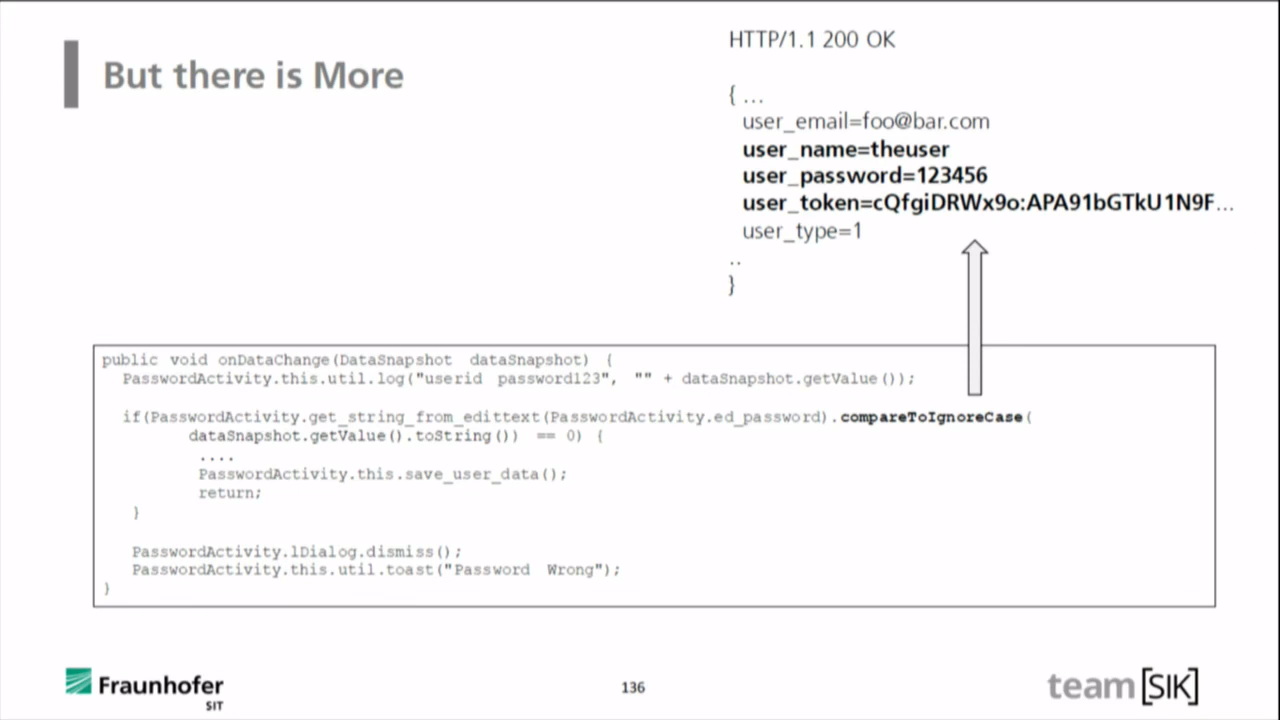 But there is More
HTTP/1.1 200 OK
{ ...
user_email=foo@bar.com
user_name=theuser
user_password=123456
user_token=cQfgiDRWx9o:APA91bGTkU1N9F...
user_type=1
..
}
public void onDataChange(DataSnapshot dataSnapshot) {
PasswordActivity.this.util.log("userid password123", "" + dataSnapshot.getValue());
if(PasswordActivity.get_string_from_edittext(PasswordActivity.ed_password).compareToIgnoreCase(
dataSnapshot.getValue().toString()) == 0) {
....
PasswordActivity.this.save_user_data();
return;
}
PasswordActivity.lDialog.dismiss();
PasswordActivity.this.util.toast("Password Wrong");
}
Fraunhofer
SIT
136
team[SIK]